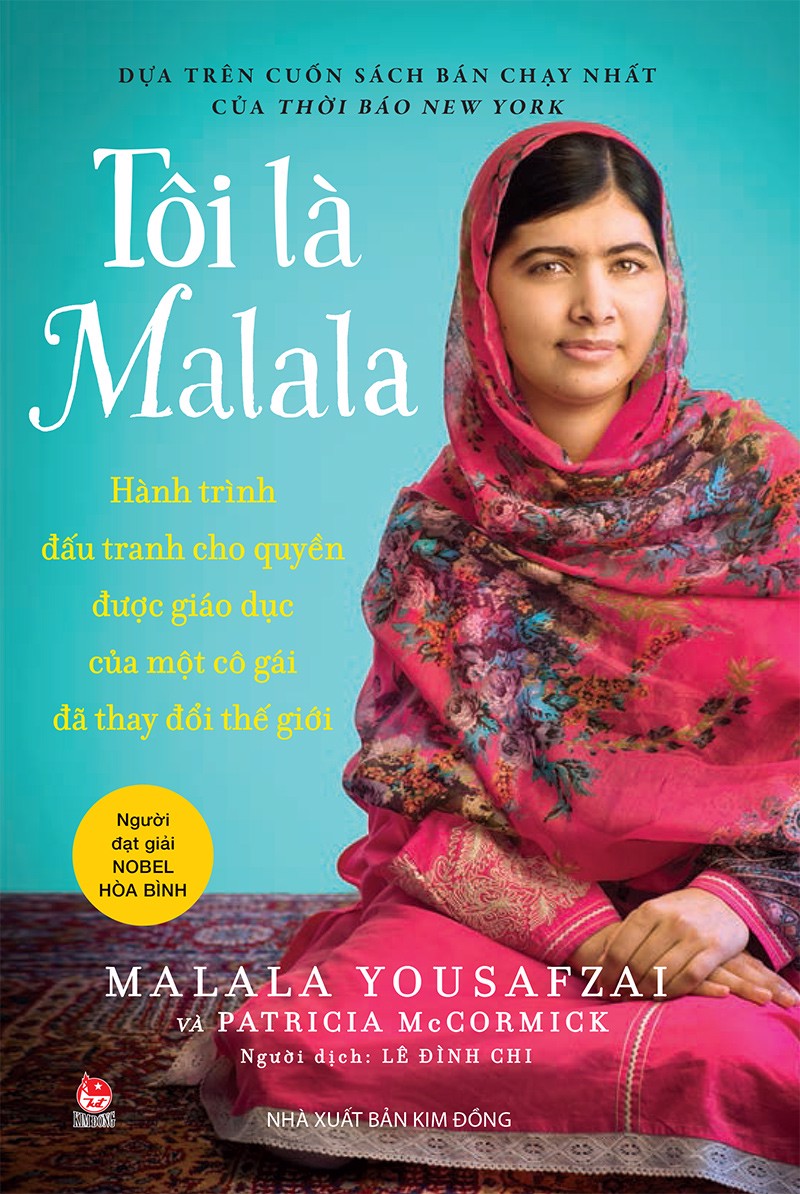 DỰA TRÊN CUỐN SÁCH BÁN CHẠY NHẤT
CỦA THỜI BÁO NEW YORK
Tôi là
Malala
Hành trình
đấu tranh cho quyền
được giáo dục
của một cô gái
đã thay đổi thế giới
Người
đạt giải
NOBEL
HÒA BÌNH
MALALA YOUSAFZAI
VÀ PATRICIA McCORMICK
Người dịch: LÊ ĐÌNH CHI
KIM ĐỒNG
NHÀ XUẤT BẢN KIM ĐỒNG